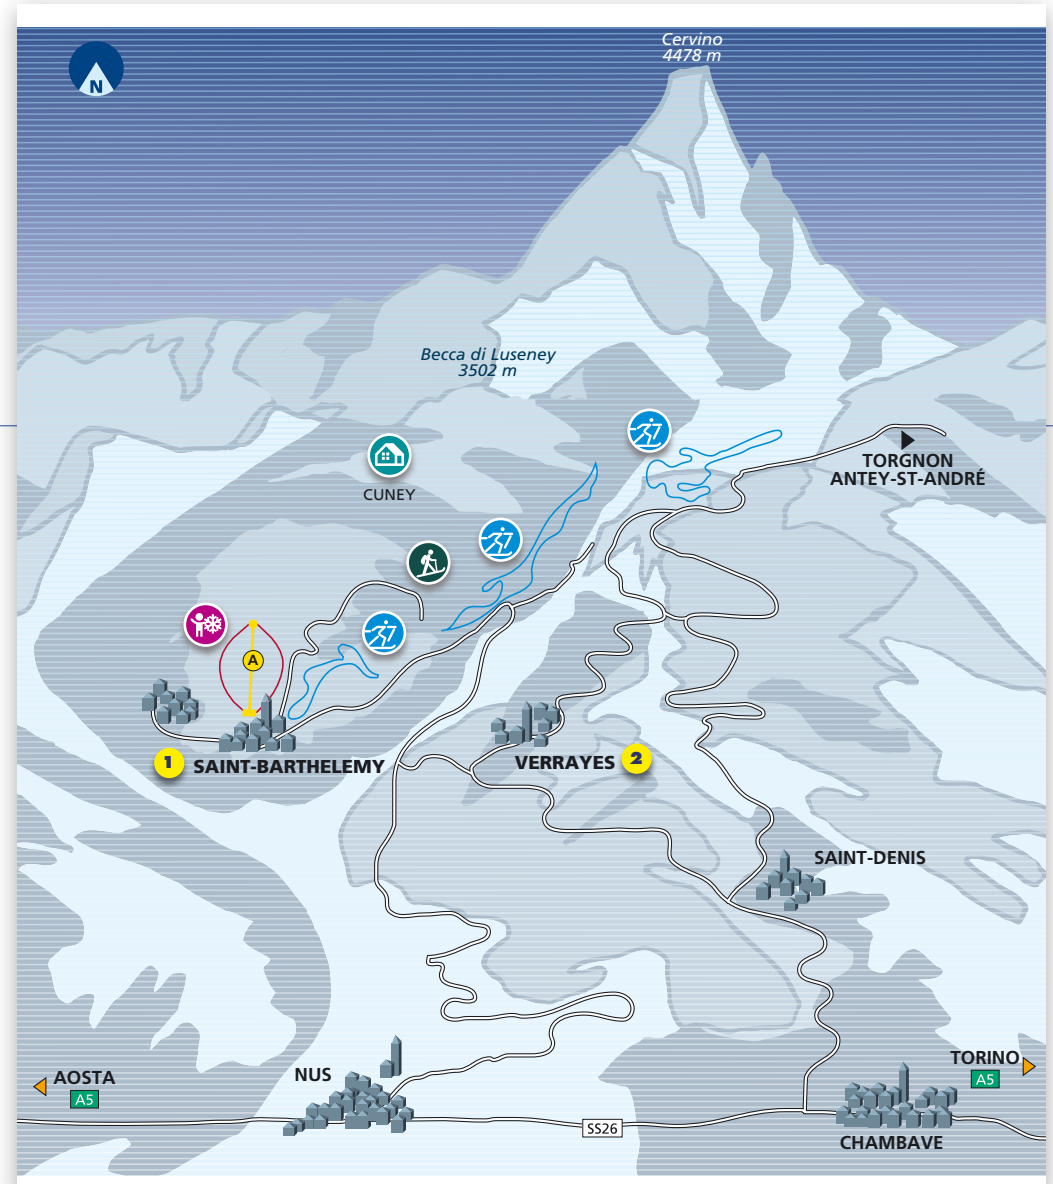 Cervino
4478 m
N
Becca di Luseney
3502 m
TORGNON
ANTEY-ST-ANDRÉ
CUNEY
A
1 SAINT-BARTHELEMY
VERRAYES 2
SAINT-DENIS
TORINO
A5
AOSTA
A5
NUS
SS26
CHAMBAVE